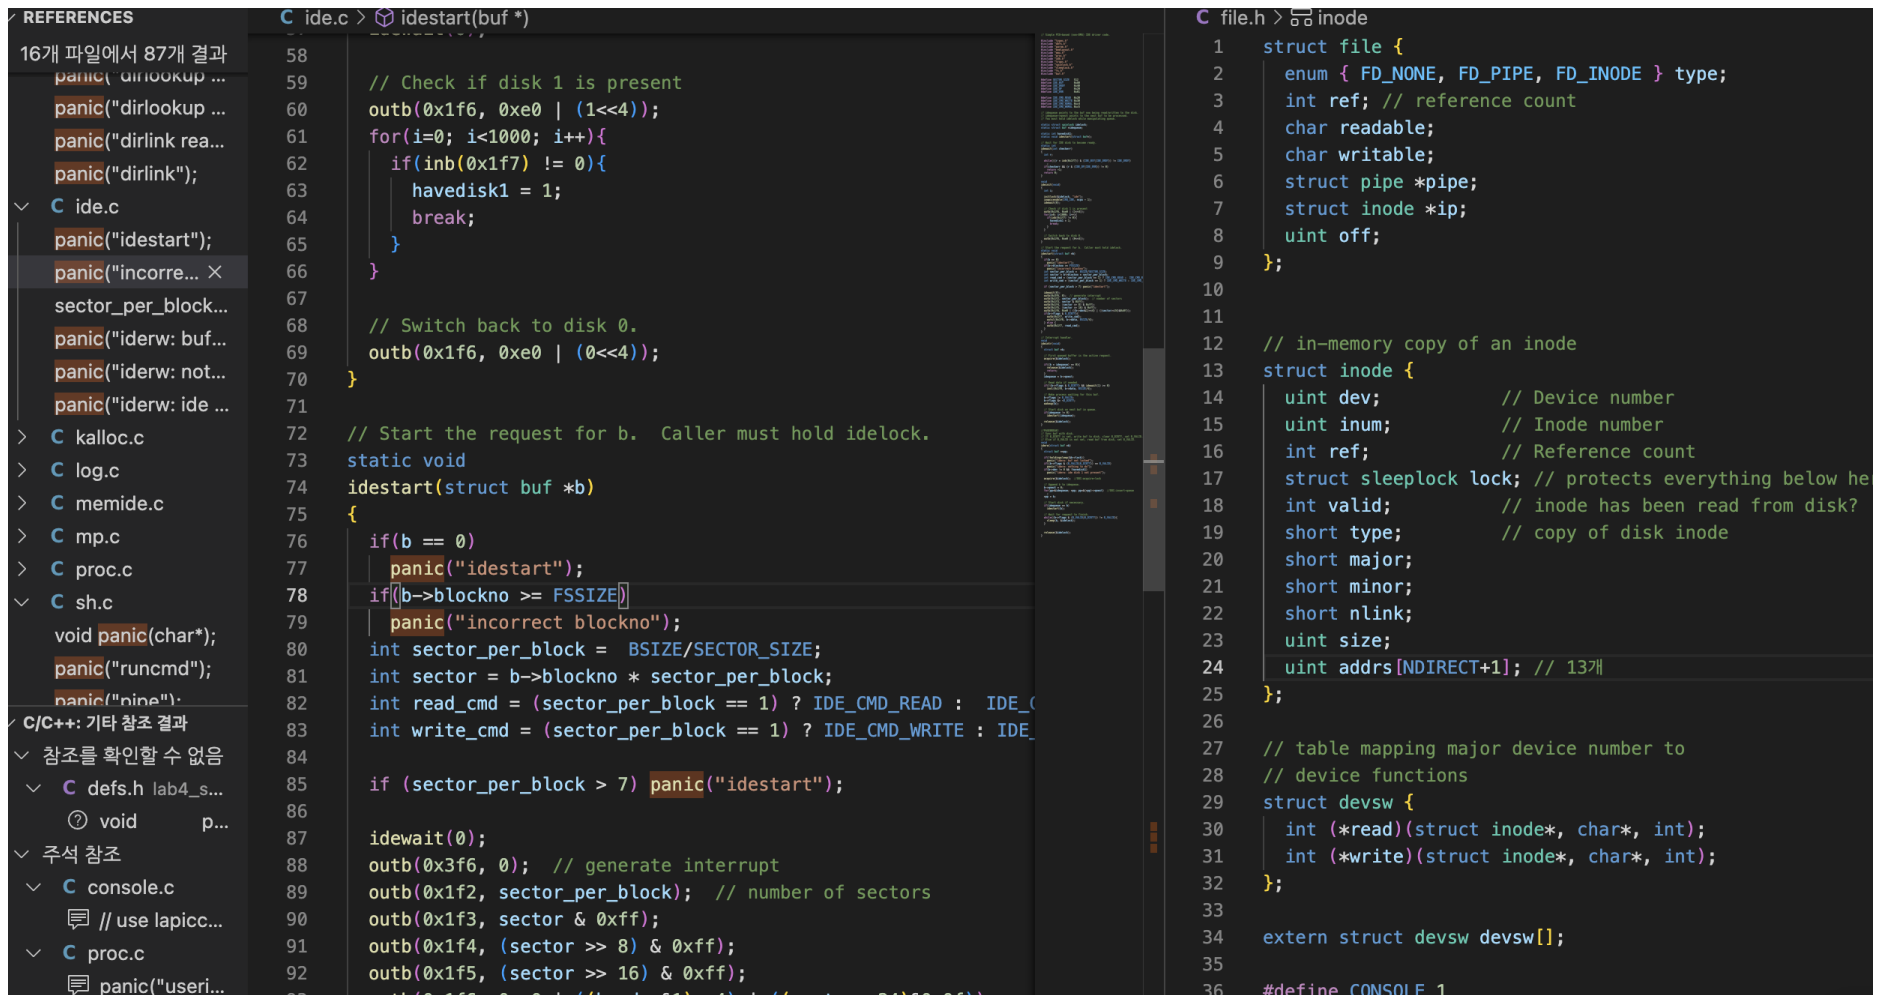 REFERENCES
16개 파일에서 87개 결과
panic("dirlookup ...
panic("dirlookup ...
panic("dirlink rea...
panic("dirlink");
ide.c
panic("idestart");
panic("incorre...
sector_per_block...
panic("iderw: buf...
panic("iderw: not...
panic("iderw: ide ...
kalloc.c
log.c
memide.c
mp.c
proc.c
sh.c
void panic(char*);
panic("runcmd");
panic("pipe");
C/C++: 기타 참조 결과
참조를 확인할 수 없음
C defs.h lab4_s...
void p...
주석 참조
C console.c
// use lapicc...
C proc.c
panic("useri...
C ide.c > idestart(buf *)
57 idewait(0);
58
59 // Check if disk 1 is present
60 outb(0x1f6, 0xe0 | (1<<4));
61 for(i=0; i<1000; i++){
62 if(inb(0x1f7) != 0){
63 havedisk1 = 1;
64 break;
65 }
66 }
67
68 // Switch back to disk 0.
69 outb(0x1f6, 0xe0 | (0<<4));
70 }
71
72 // Start the request for b.  Caller must hold idelock.
73 static void
74 idestart(struct buf *b)
75 {
76 if(b == 0)
77 panic("idestart");
78 if(b->blockno >= FSSIZE)
79 panic("incorrect blockno");
80 int sector_per_block =  BSIZE/SECTOR_SIZE;
81 int sector = b->blockno * sector_per_block;
82 int read_cmd = (sector_per_block == 1) ? IDE_CMD_READ :  IDE_C
83 int write_cmd = (sector_per_block == 1) ? IDE_CMD_WRITE : IDE_
84
85 if (sector_per_block > 7) panic("idestart");
86
87 idewait(0);
88 outb(0x3f6, 0);  // generate interrupt
89 outb(0x1f2, sector_per_block);  // number of sectors
90 outb(0x1f3, sector & 0xff);
91 outb(0x1f4, (sector >> 8) & 0xff);
92 outb(0x1f5, (sector >> 16) & 0xff);
C file.h > inode
1 struct file {
2 enum { FD_NONE, FD_PIPE, FD_INODE } type;
3 int ref; // reference count
4 char readable;
5 char writable;
6 struct pipe *pipe;
7 struct inode *ip;
8 uint off;
9 };
10
11
12 // in-memory copy of an inode
13 struct inode {
14 uint dev; // Device number
15 uint inum; // Inode number
16 int ref; // Reference count
17 struct sleeplock lock; // protects everything below he
18 int valid; // inode has been read from disk?
19 short type; // copy of disk inode
20 short major;
21 short minor;
22 short nlink;
23 uint size;
24 uint addrs[NDIRECT+1]; // 13개
25 };
26
27 // table mapping major device number to
28 // device functions
29 struct devsw {
30 int (*read)(struct inode*, char*, int);
31 int (*write)(struct inode*, char*, int);
32 };
33
34 extern struct devsw devsw[];
35
36 #define CONSOLE 1